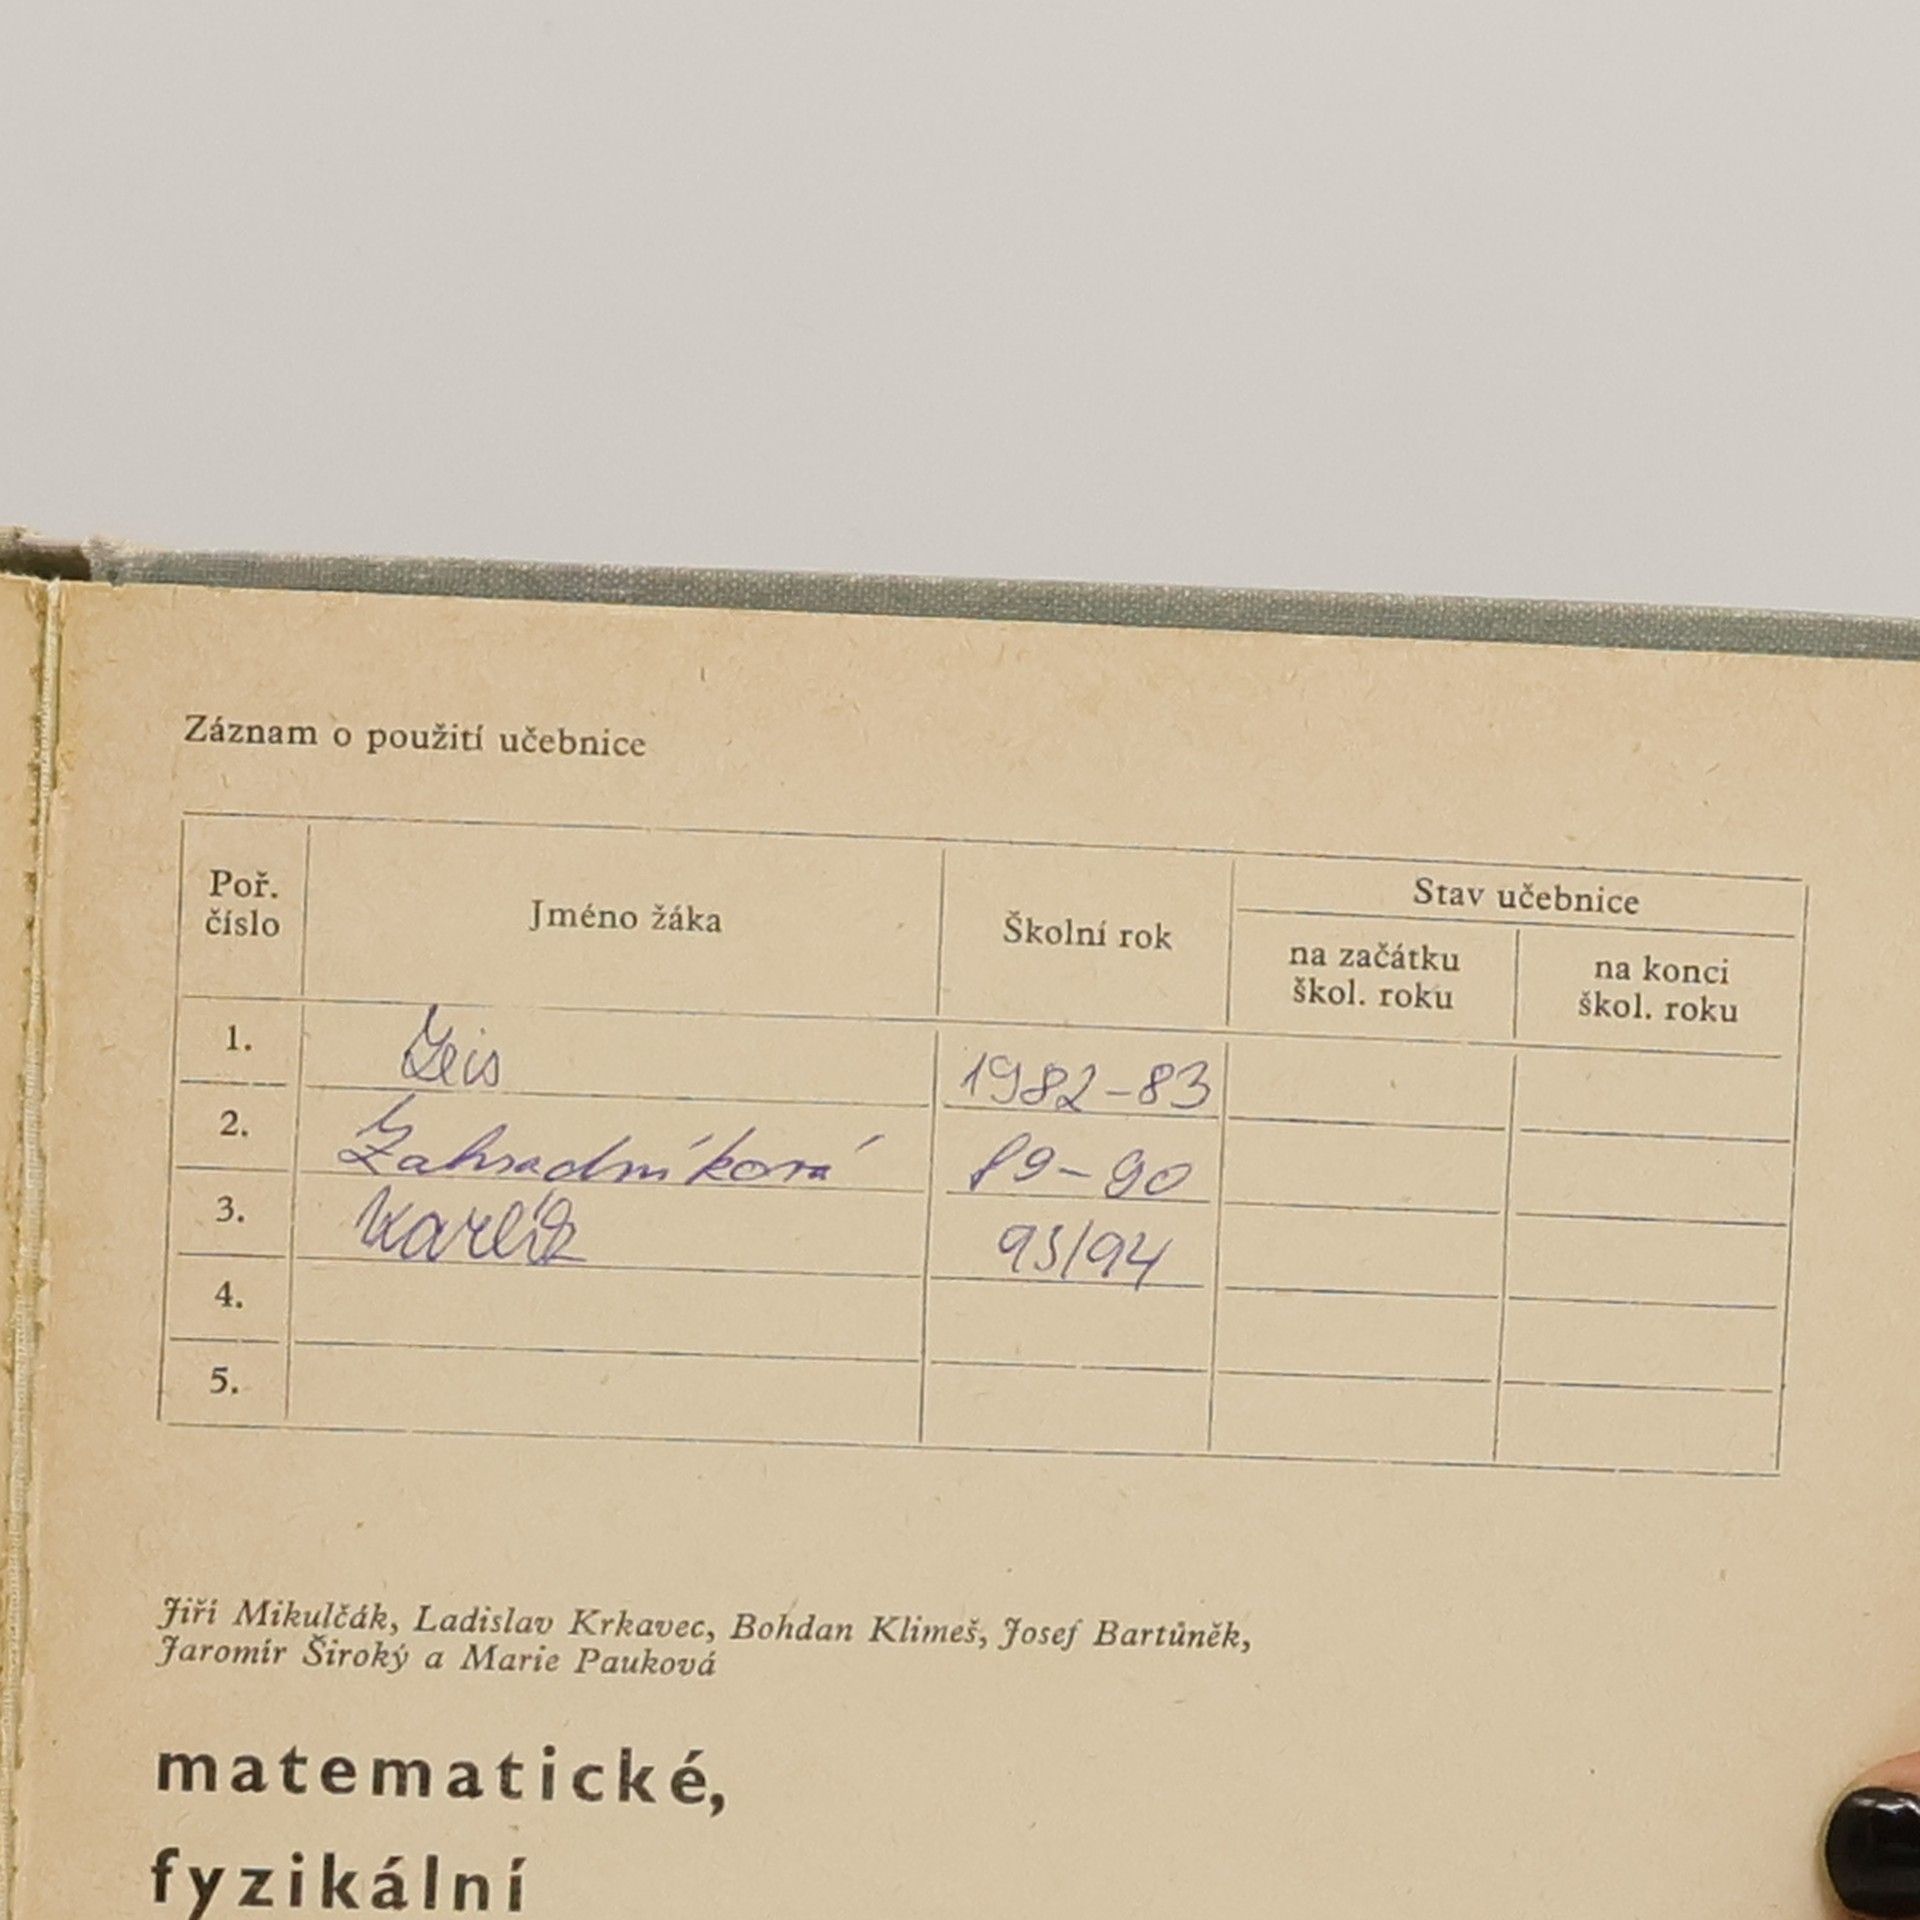 Záznam o použití učebnice
Poř. číslo
Jméno žáka
Školní rok
Stav učebnice
na začátku škol. roku
na konci škol. roku
1. 1982-83
2. Zahradníková 89-90
3. Karlík 93/94
4.
5.
Jiří Mikulčák, Ladislav Krkavec, Bohdan Klimeš, Josef Bartůněk,
Jaromír Široký a Marie Pauková
matematické,
fyzikální